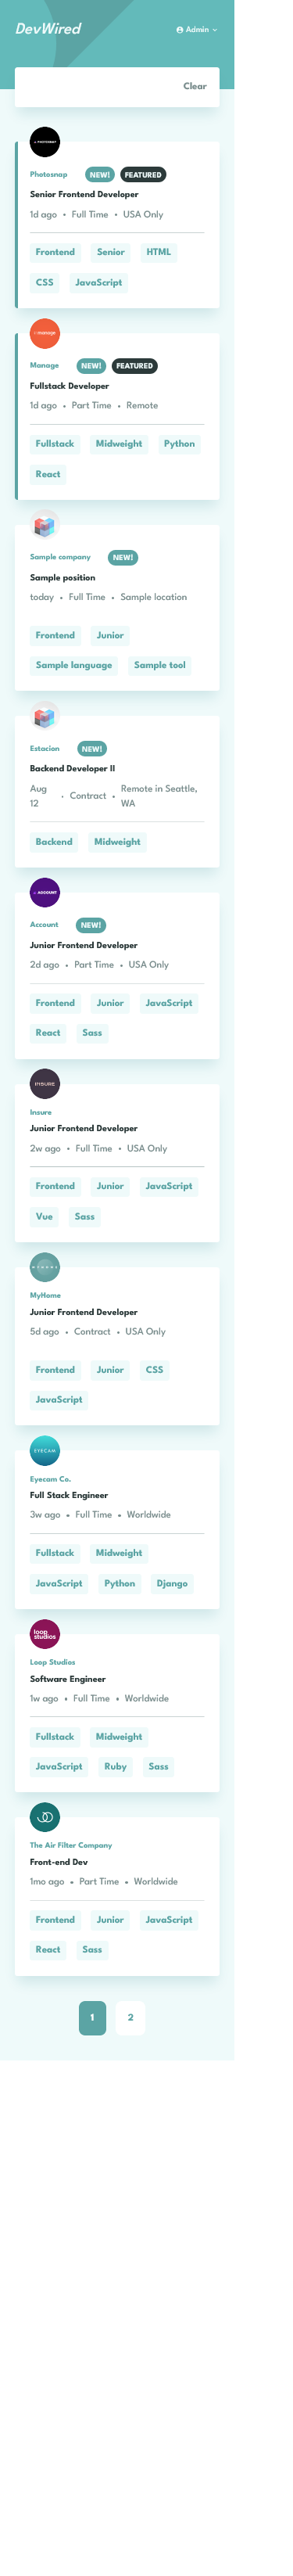 DevWired
Admin
Clear
PHOTOSNAP
Photosnap NEW! FEATURED
Senior Frontend Developer
1d ago • Full Time • USA Only
Frontend Senior HTML
CSS JavaScript
manage
Manage NEW! FEATURED
Fullstack Developer
1d ago • Part Time • Remote
Fullstack Midweight Python
React
Sample company NEW!
Sample position
today • Full Time • Sample location
Frontend Junior
Sample language Sample tool
Estacion NEW!
Backend Developer II
Aug 12 • Contract • Remote in Seattle, WA
Backend Midweight
ACCOUNT
Account NEW!
Junior Frontend Developer
2d ago • Part Time • USA Only
Frontend Junior JavaScript
React Sass
INSURE
Insure
Junior Frontend Developer
2w ago • Full Time • USA Only
Frontend Junior JavaScript
Vue Sass
MYHOME
MyHome
Junior Frontend Developer
5d ago • Contract • USA Only
Frontend Junior CSS
JavaScript
EYECAM
Eyecam Co.
Full Stack Engineer
3w ago • Full Time • Worldwide
Fullstack Midweight
JavaScript Python Django
loop
studios
Loop Studios
Software Engineer
1w ago • Full Time • Worldwide
Fullstack Midweight
JavaScript Ruby Sass
The Air Filter Company
Front-end Dev
1mo ago • Part Time • Worldwide
Frontend Junior JavaScript
React Sass
1 2